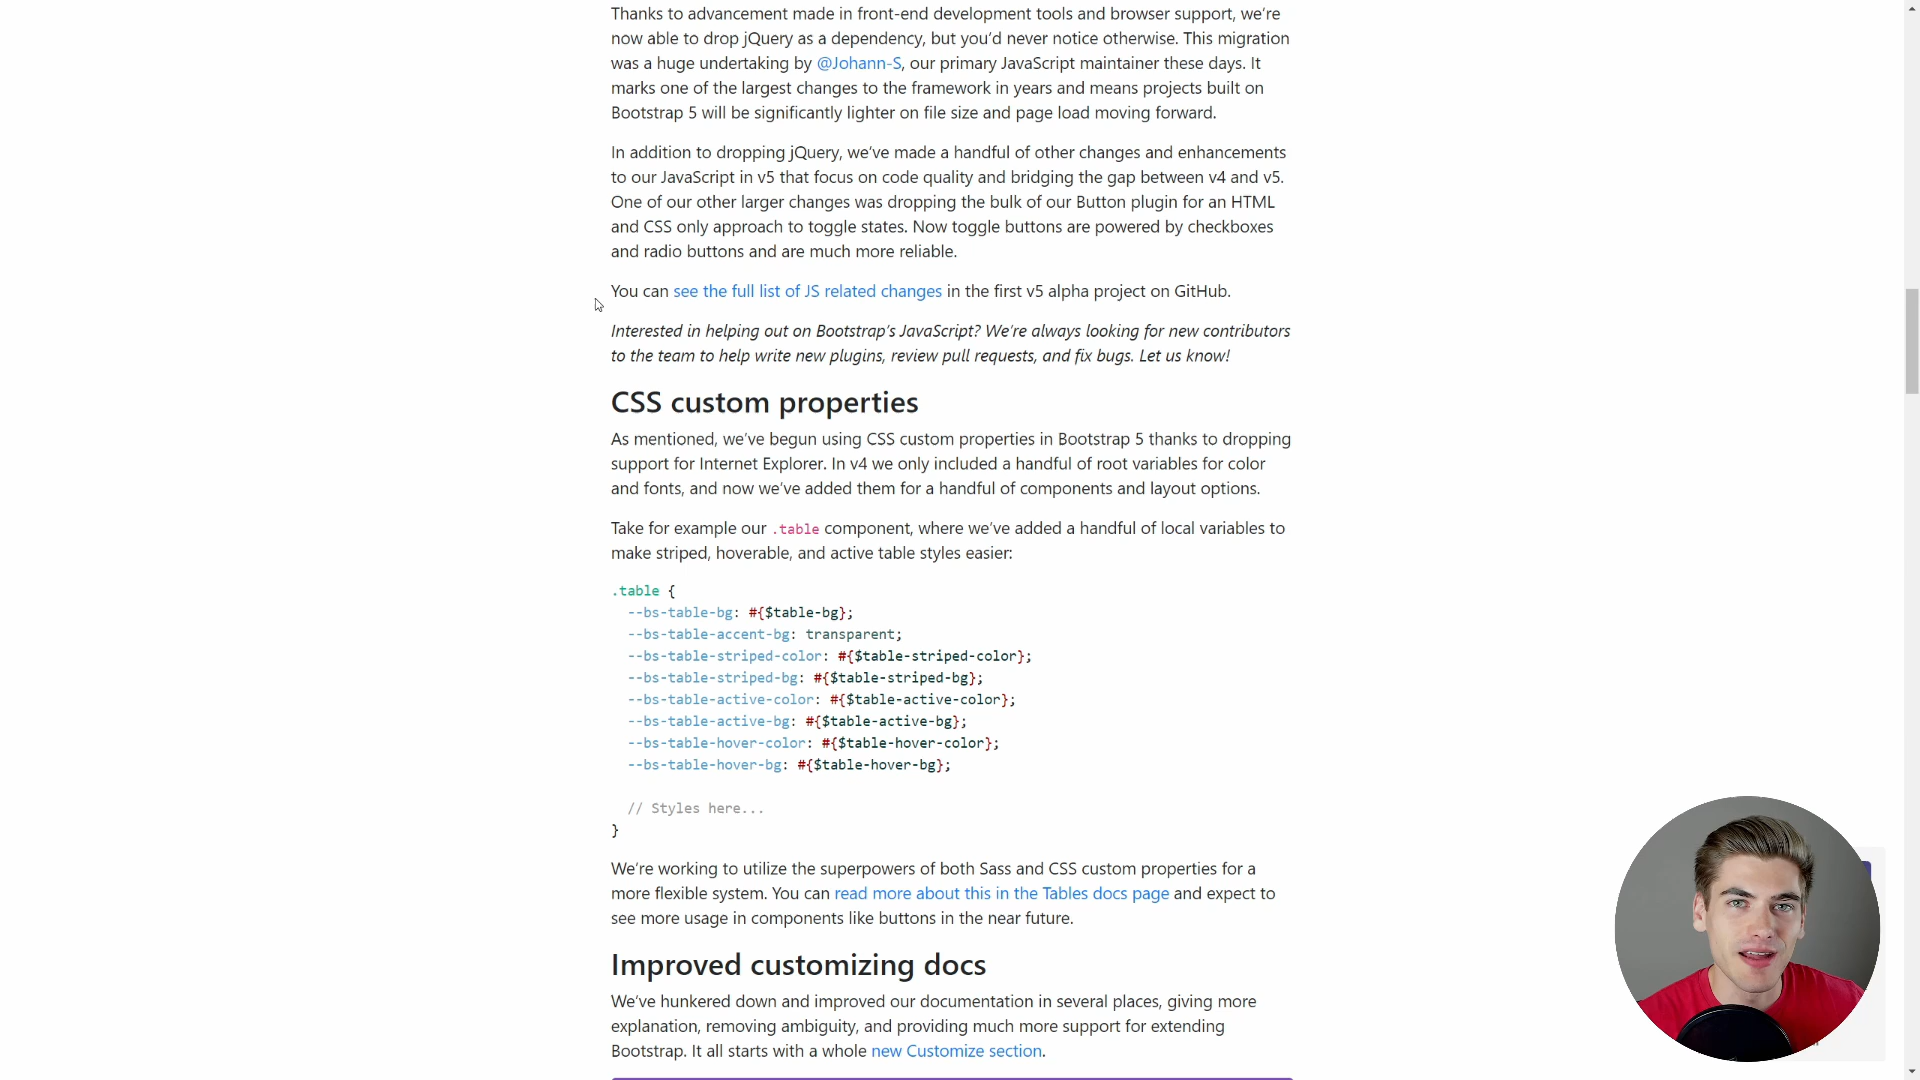 Thanks to advancement made in front-end development tools and browser support, we’re
now able to drop jQuery as a dependency, but you’d never notice otherwise. This migration
was a huge undertaking by @Johann-S, our primary JavaScript maintainer these days. It
marks one of the largest changes to the framework in years and means projects built on
Bootstrap 5 will be significantly lighter on file size and page load moving forward.
In addition to dropping jQuery, we’ve made a handful of other changes and enhancements
to our JavaScript in v5 that focus on code quality and bridging the gap between v4 and v5.
One of our other larger changes was dropping the bulk of our Button plugin for an HTML
and CSS only approach to toggle states. Now toggle buttons are powered by checkboxes
and radio buttons and are much more reliable.
You can see the full list of JS related changes in the first v5 alpha project on GitHub.
Interested in helping out on Bootstrap’s JavaScript? We’re always looking for new contributors
to the team to help write new plugins, review pull requests, and fix bugs. Let us know!
CSS custom properties
As mentioned, we’ve begun using CSS custom properties in Bootstrap 5 thanks to dropping
support for Internet Explorer. In v4 we only included a handful of root variables for color
and fonts, and now we’ve added them for a handful of components and layout options.
Take for example our .table component, where we’ve added a handful of local variables to
make striped, hoverable, and active table styles easier:
.table {
--bs-table-bg: #{$table-bg};
--bs-table-accent-bg: transparent;
--bs-table-striped-color: #{$table-striped-color};
--bs-table-striped-bg: #{$table-striped-bg};
--bs-table-active-color: #{$table-active-color};
--bs-table-active-bg: #{$table-active-bg};
--bs-table-hover-color: #{$table-hover-color};
--bs-table-hover-bg: #{$table-hover-bg};
// Styles here...
}
We’re working to utilize the superpowers of both Sass and CSS custom properties for a
more flexible system. You can read more about this in the Tables docs page and expect to
see more usage in components like buttons in the near future.
Improved customizing docs
We’ve hunkered down and improved our documentation in several places, giving more
explanation, removing ambiguity, and providing much more support for extending
Bootstrap. It all starts with a whole new Customize section.